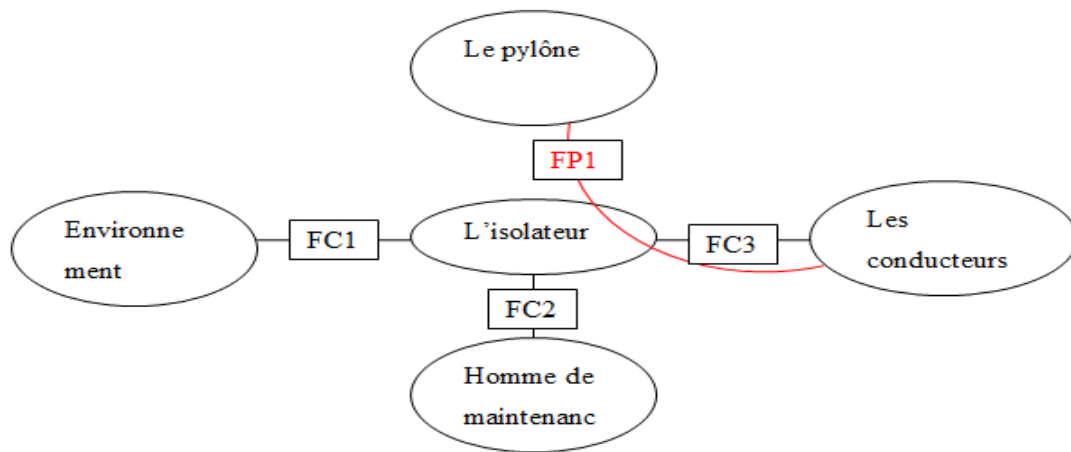 Le pylône
FP1
Environne
ment
FC1
L'isolateur
FC3
Les
conducteurs
FC2
Homme de
maintenanc